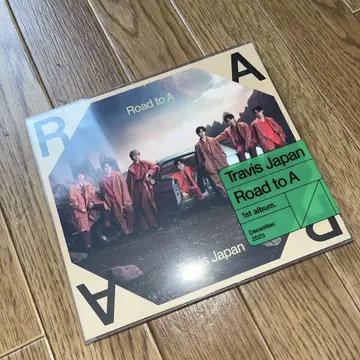 R
A
Road to A
Travis Japan
Road to A
1st album.
December.
2023
Travis Japan
A
R